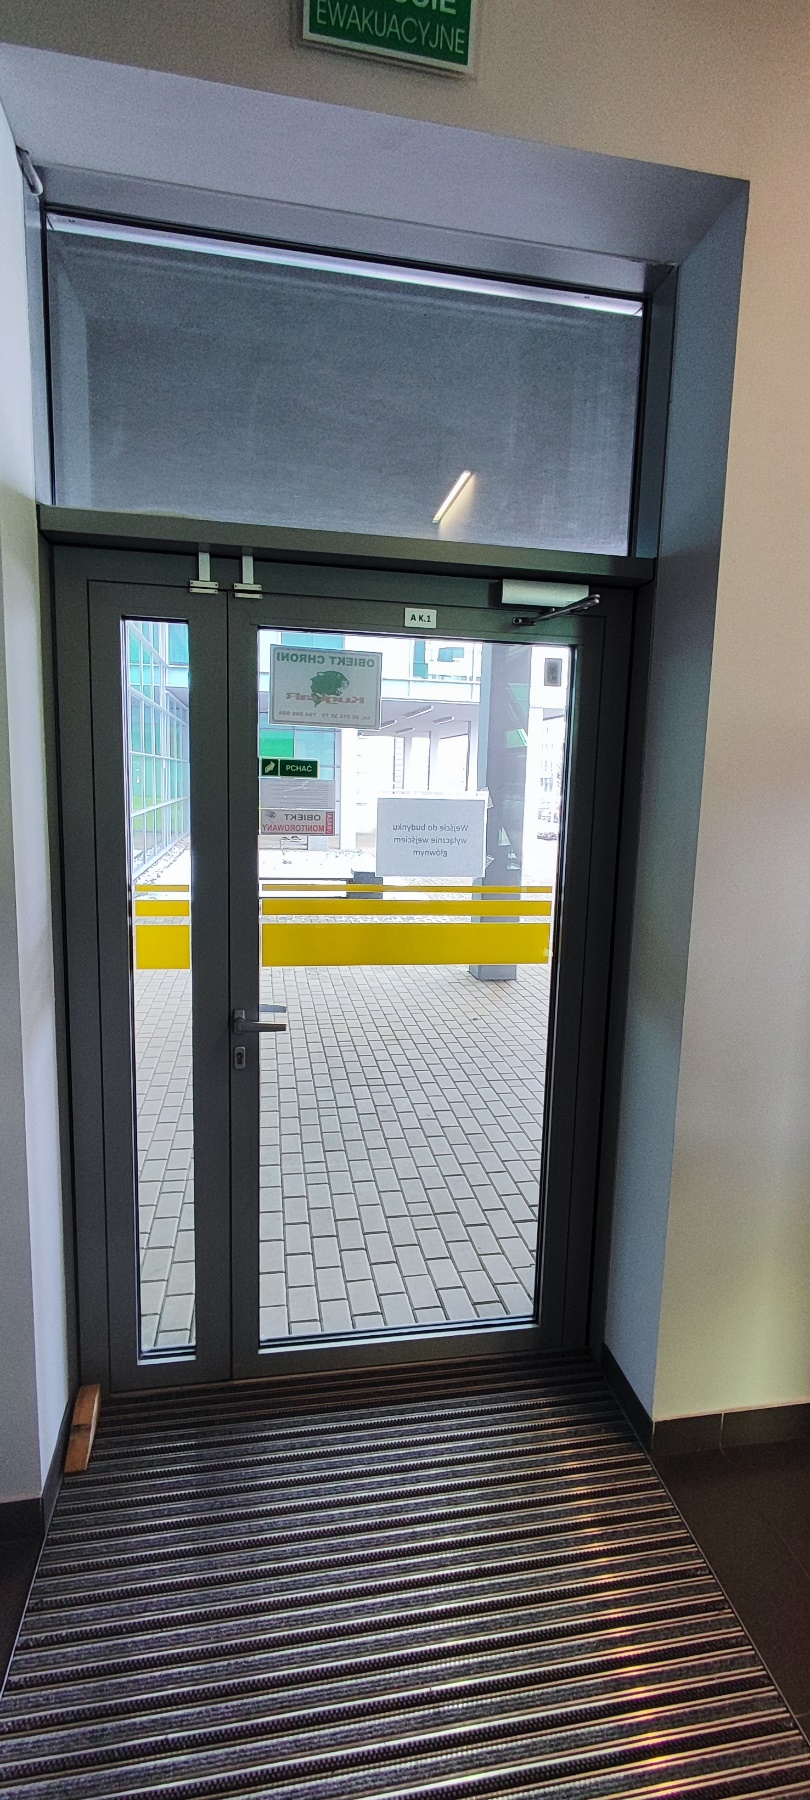 EWAKUACYJNE
A K.1
OBIEKT CHRONI
PCHAĆ
OBIEKT
MONITOROWANY
Wejście do budynku
wyłącznie wejściem
głównym